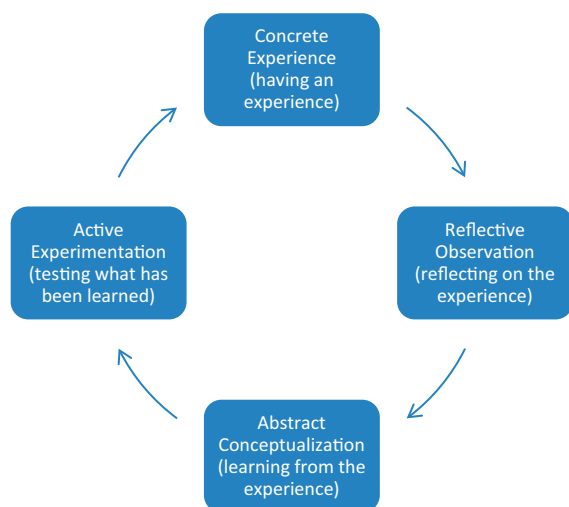 Concrete
Experience
(having an
experience)
Reflective
Observation
(reflecting on the
experience)
Abstract
Conceptualization
(learning from the
experience)
Active
Experimentation
(testing what has
been learned)